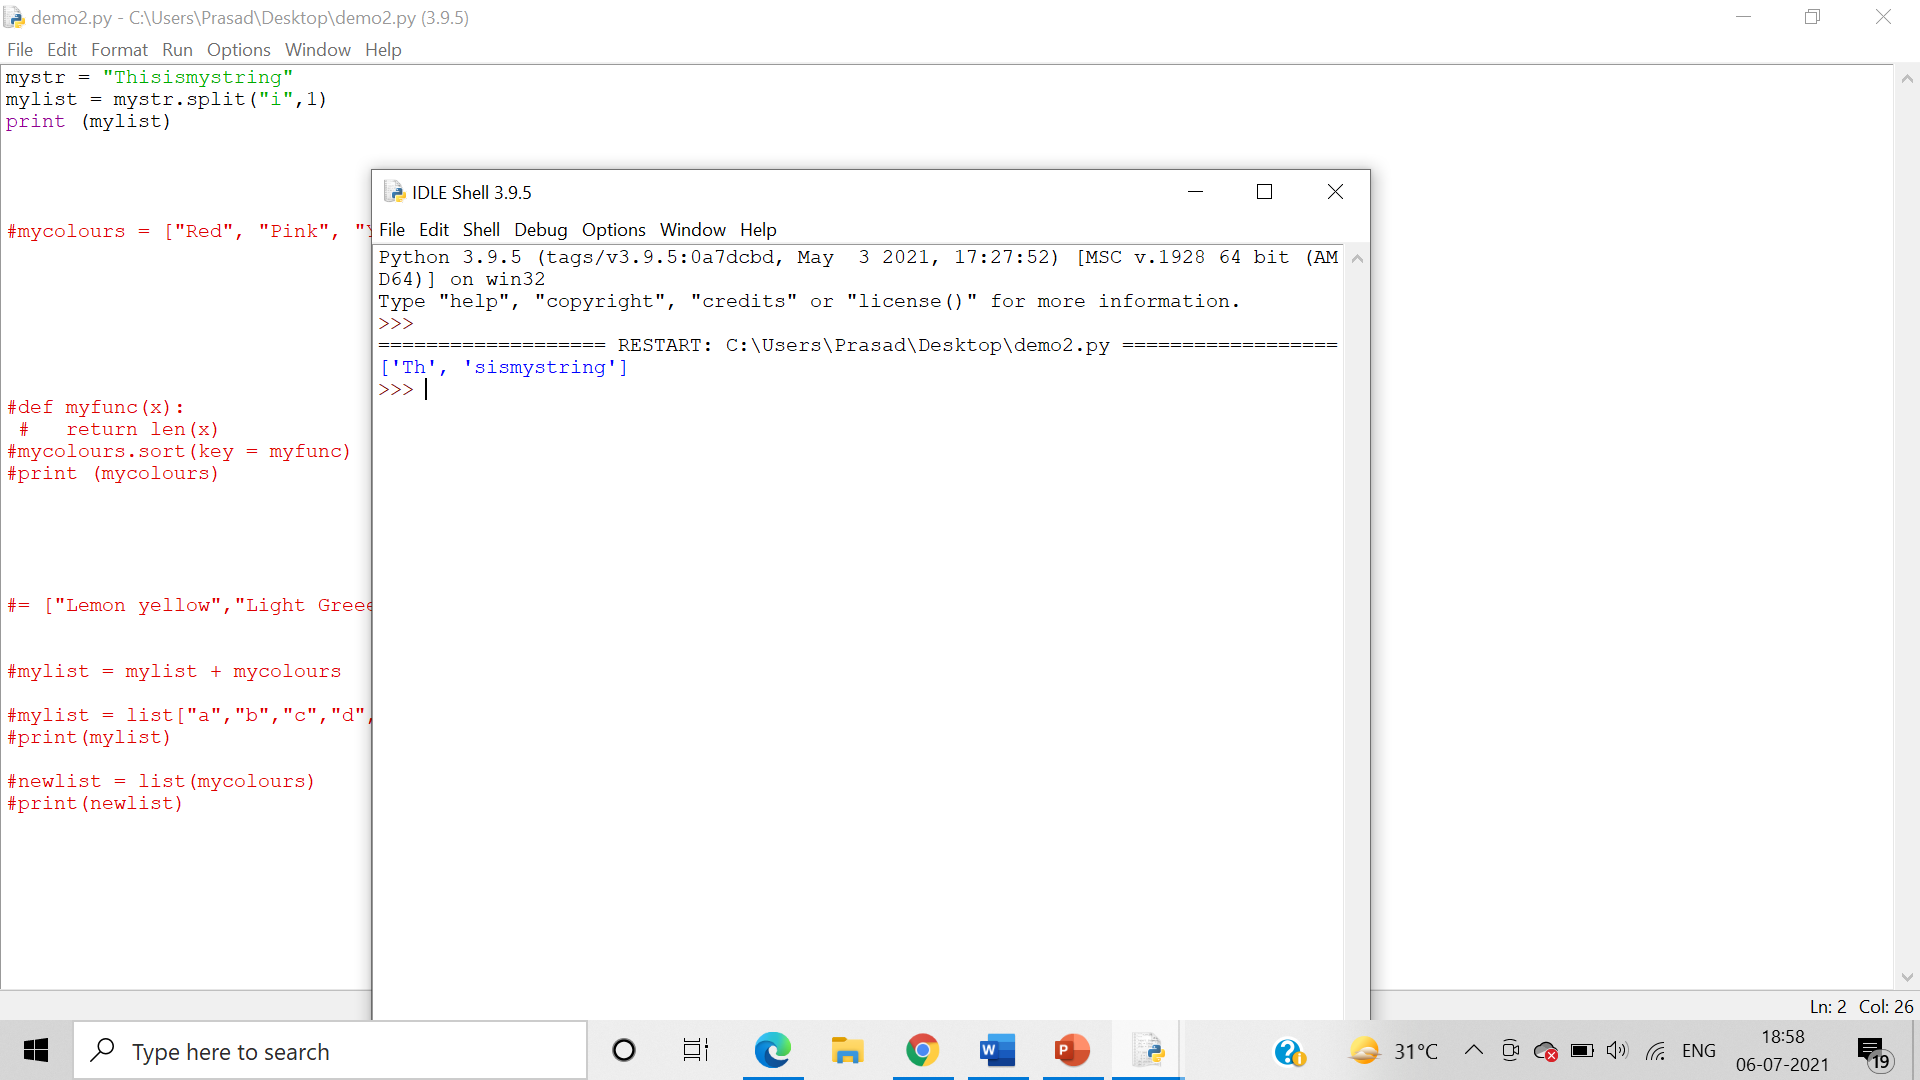 demo2.py - C:\Users\Prasad\Desktop\demo2.py (3.9.5)
File Edit Format Run Options Window Help
mystr = "Thisismystring"
mylist = mystr.split("i",1)
print (mylist)
#mycolours = ["Red", "Pink", "Y
#def myfunc(x):
#   return len(x)
#mycolours.sort(key = myfunc)
#print (mycolours)
#= ["Lemon yellow","Light Greee
#mylist = mylist + mycolours
#mylist = list["a","b","c","d",
#print(mylist)
#newlist = list(mycolours)
#print(newlist)
IDLE Shell 3.9.5
File Edit Shell Debug Options Window Help
Python 3.9.5 (tags/v3.9.5:0a7dcbd, May  3 2021, 17:27:52) [MSC v.1928 64 bit (AM
D64)] on win32
Type "help", "copyright", "credits" or "license()" for more information.
>>>
=================== RESTART: C:\Users\Prasad\Desktop\demo2.py ==================
['Th', 'sismystring']
>>>
Ln: 2 Col: 26
Type here to search
31°C
ENG
18:58
06-07-2021
19